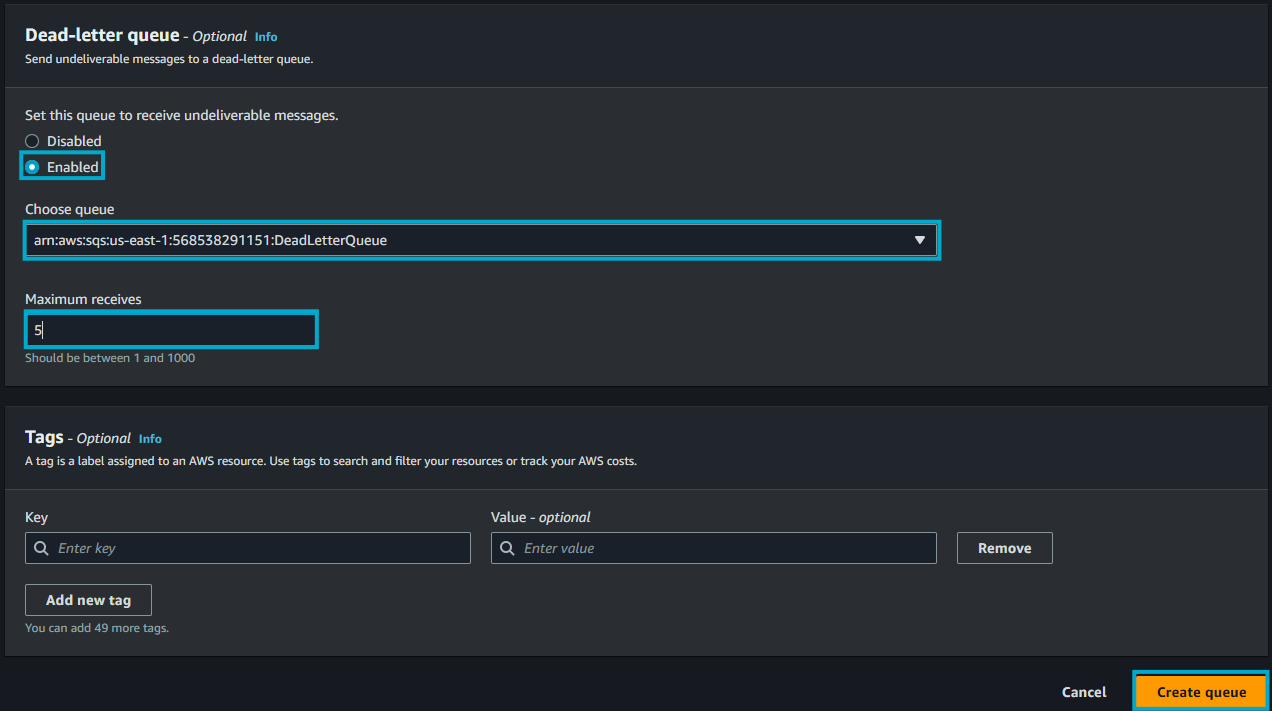 Dead-letter queue - Optional Info
Send undeliverable messages to a dead-letter queue.
Set this queue to receive undeliverable messages.
Disabled
Enabled
Choose queue
arn:aws:sqs:us-east-1:568538291151:DeadLetterQueue
Maximum receives
5
Should be between 1 and 1000
Tags - Optional Info
A tag is a label assigned to an AWS resource. Use tags to search and filter your resources or track your AWS costs.
Key Value - optional
Enter key Enter value Remove
Add new tag
You can add 49 more tags.
Cancel Create queue